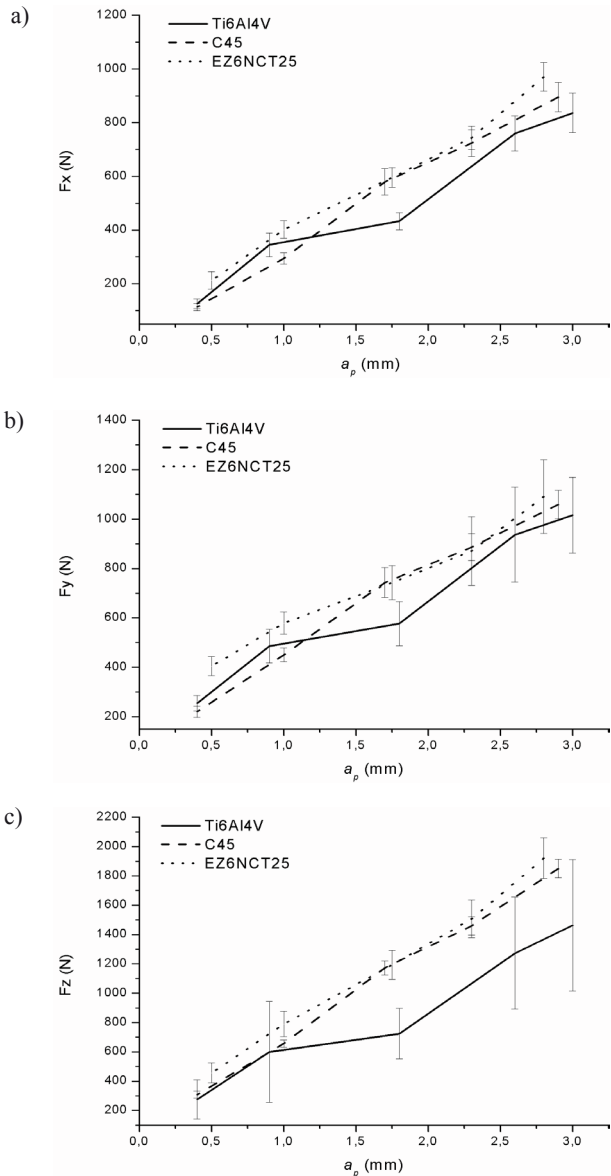 a)
Ti6Al4V
C45
EZ6NCT25
1200
1000
800
600
400
200
Fx (N)
0,0 0,5 1,0 1,5 2,0 2,5 3,0
a_p (mm)
b)
Ti6Al4V
C45
EZ6NCT25
1400
1200
1000
800
600
400
200
Fy (N)
0,0 0,5 1,0 1,5 2,0 2,5 3,0
a_p (mm)
c)
Ti6Al4V
C45
EZ6NCT25
2200
2000
1800
1600
1400
1200
1000
800
600
400
200
Fz (N)
0,0 0,5 1,0 1,5 2,0 2,5 3,0
a_p (mm)